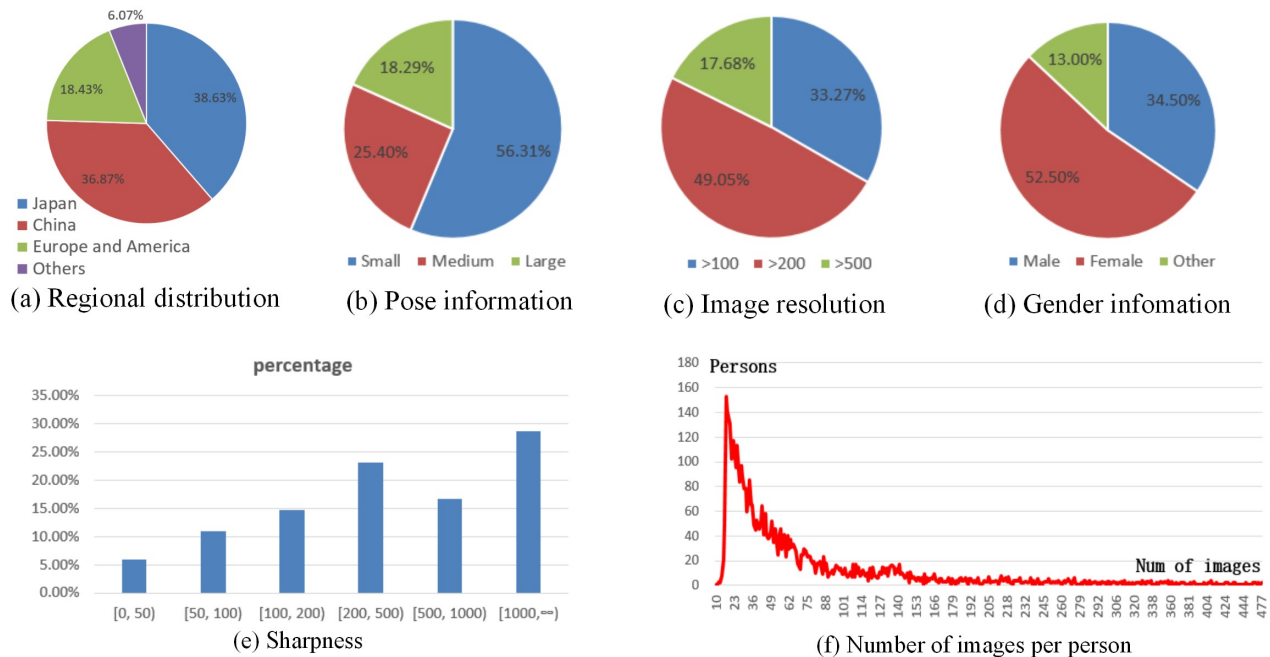 6.07%
38.63%
18.43%
36.87%
Japan
China
Europe and America
Others
(a) Regional distribution
18.29%
25.40%
56.31%
Small Medium Large
(b) Pose information
17.68%
33.27%
49.05%
>100 >200 >500
(c) Image resolution
13.00%
34.50%
52.50%
Male Female Other
(d) Gender infomation
percentage
35.00%
30.00%
25.00%
20.00%
15.00%
10.00%
5.00%
0.00%
[0, 50) [50, 100) [100, 200) [200, 500) [500, 1000) [1000,∞)
(e) Sharpness
180
160
140
120
100
80
60
40
20
0
Persons
Num of images
10 23 36 49 62 75 88 101 114 127 140 153 166 179 192 205 218 232 245 260 279 292 306 320 338 360 381 404 424 444 477
(f) Number of images per person